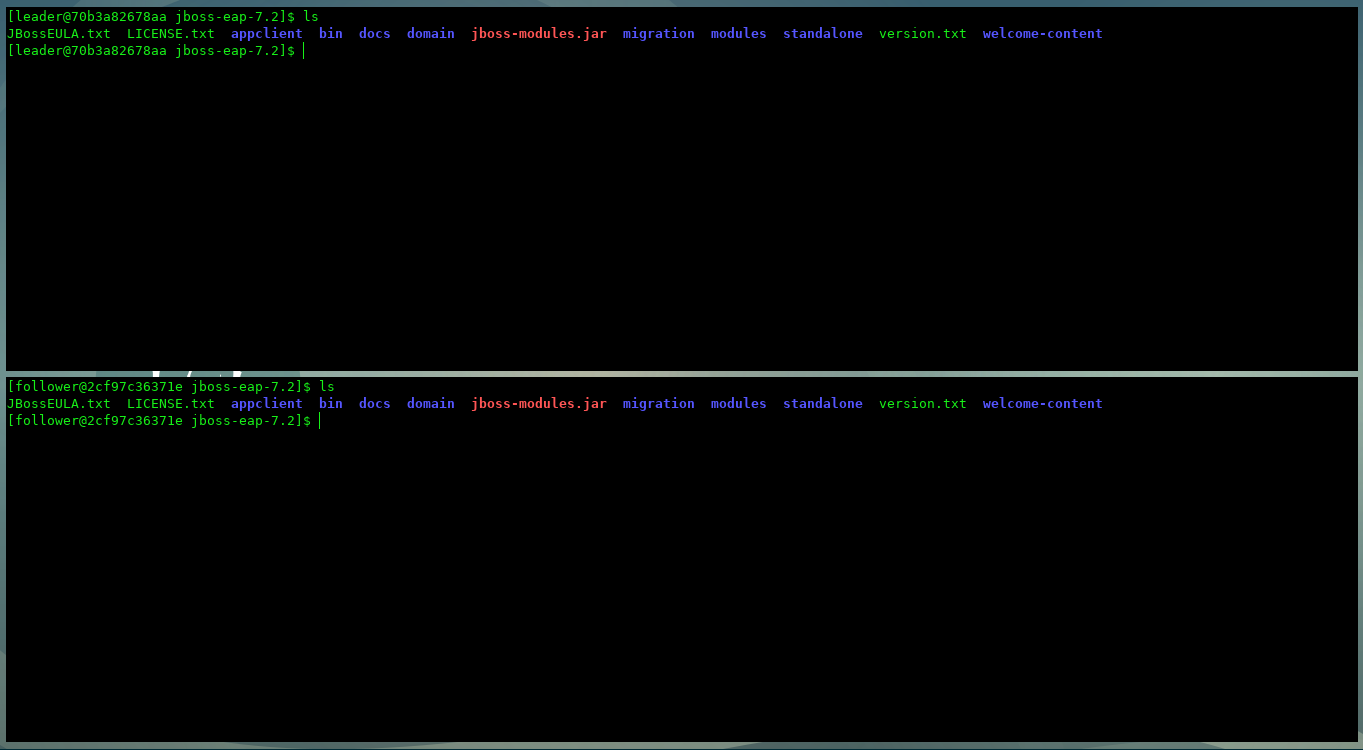 [leader@70b3a82678aa jboss-eap-7.2]$ ls
JBossEULA.txt  LICENSE.txt  appclient  bin  docs  domain  jboss-modules.jar  migration  modules  standalone  version.txt  welcome-content
[leader@70b3a82678aa jboss-eap-7.2]$
[follower@2cf97c36371e jboss-eap-7.2]$ ls
JBossEULA.txt  LICENSE.txt  appclient  bin  docs  domain  jboss-modules.jar  migration  modules  standalone  version.txt  welcome-content
[follower@2cf97c36371e jboss-eap-7.2]$